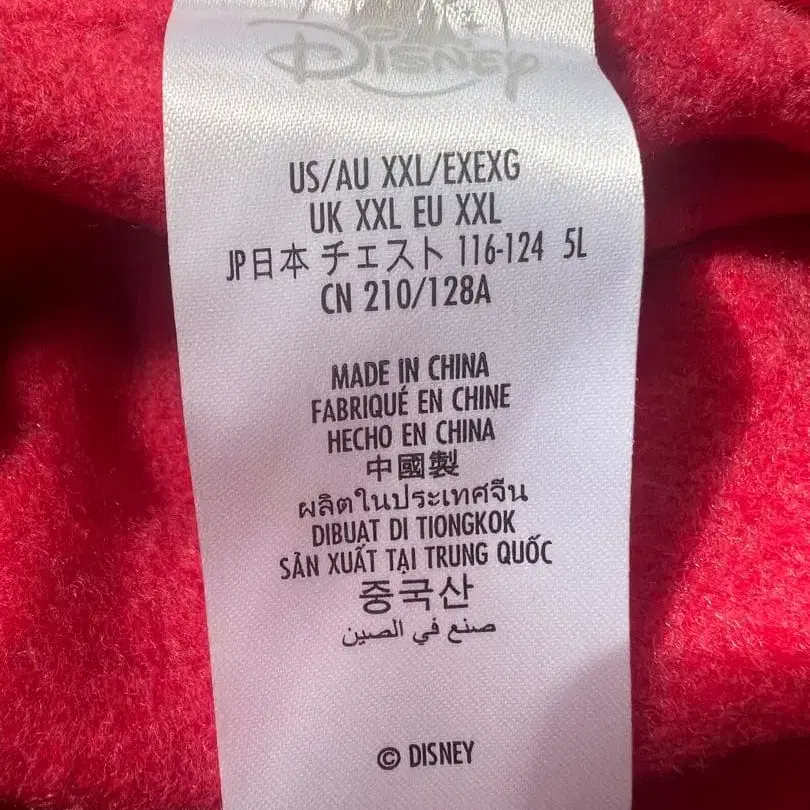 Disney
US/AU XXL/EXEXG
UK XXL EU XXL
JP日本 チェスト 116-124 5L
CN 210/128A
MADE IN CHINA
FABRIQUÉ EN CHINE
HECHO EN CHINA
中國製
ผลิตในประเทศจีน
DIBUAT DI TIONGKOK
SẢN XUẤT TẠI TRUNG QUỐC
중국산
صنع في الصين
© DISNEY